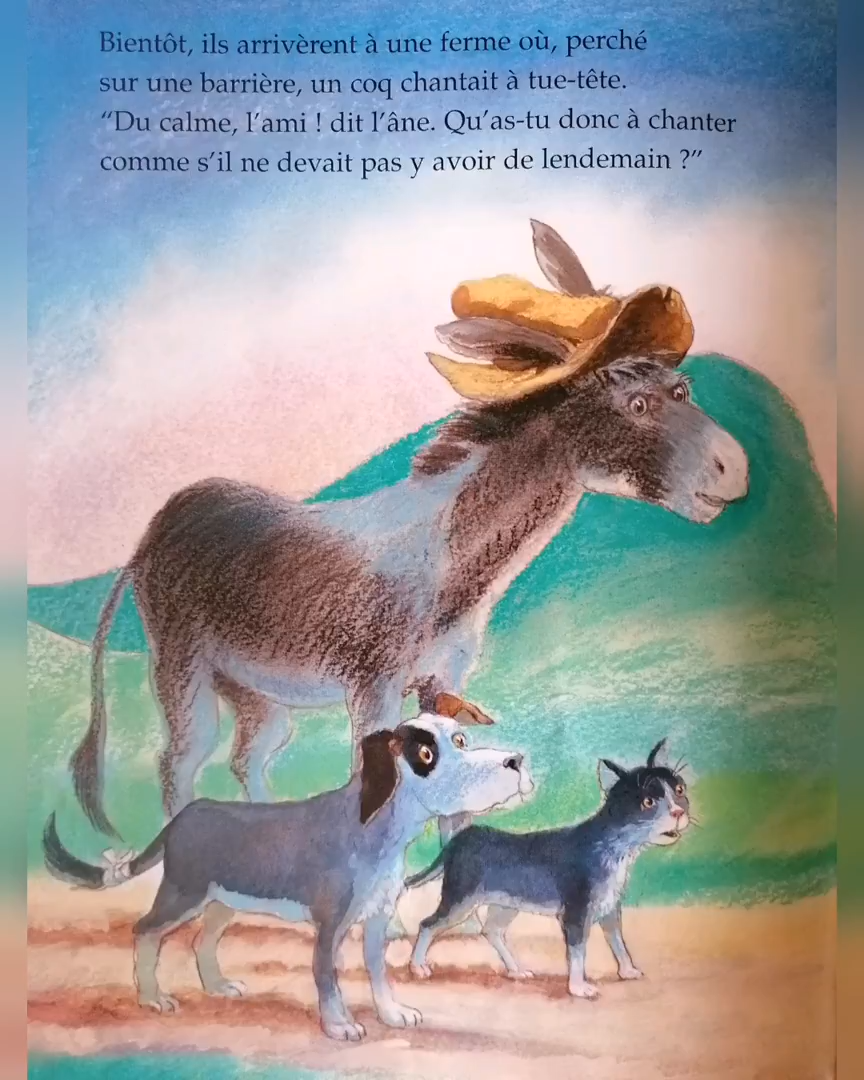 Bientôt, ils arrivèrent à une ferme où, perché
sur une barrière, un coq chantait à tue-tête.
“Du calme, l’ami ! dit l’âne. Qu’as-tu donc à chanter
comme s’il ne devait pas y avoir de lendemain ?”